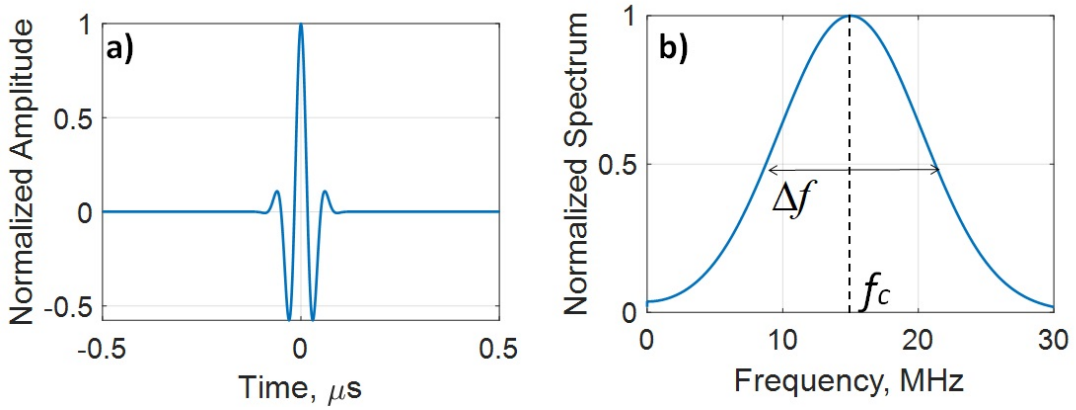 a)
Normalized Amplitude
1
0.5
0
-0.5
-0.5
0
0.5
Time, μs
b)
Normalized Spectrum
1
0.5
0
Δf
fc
0
10
20
30
Frequency, MHz